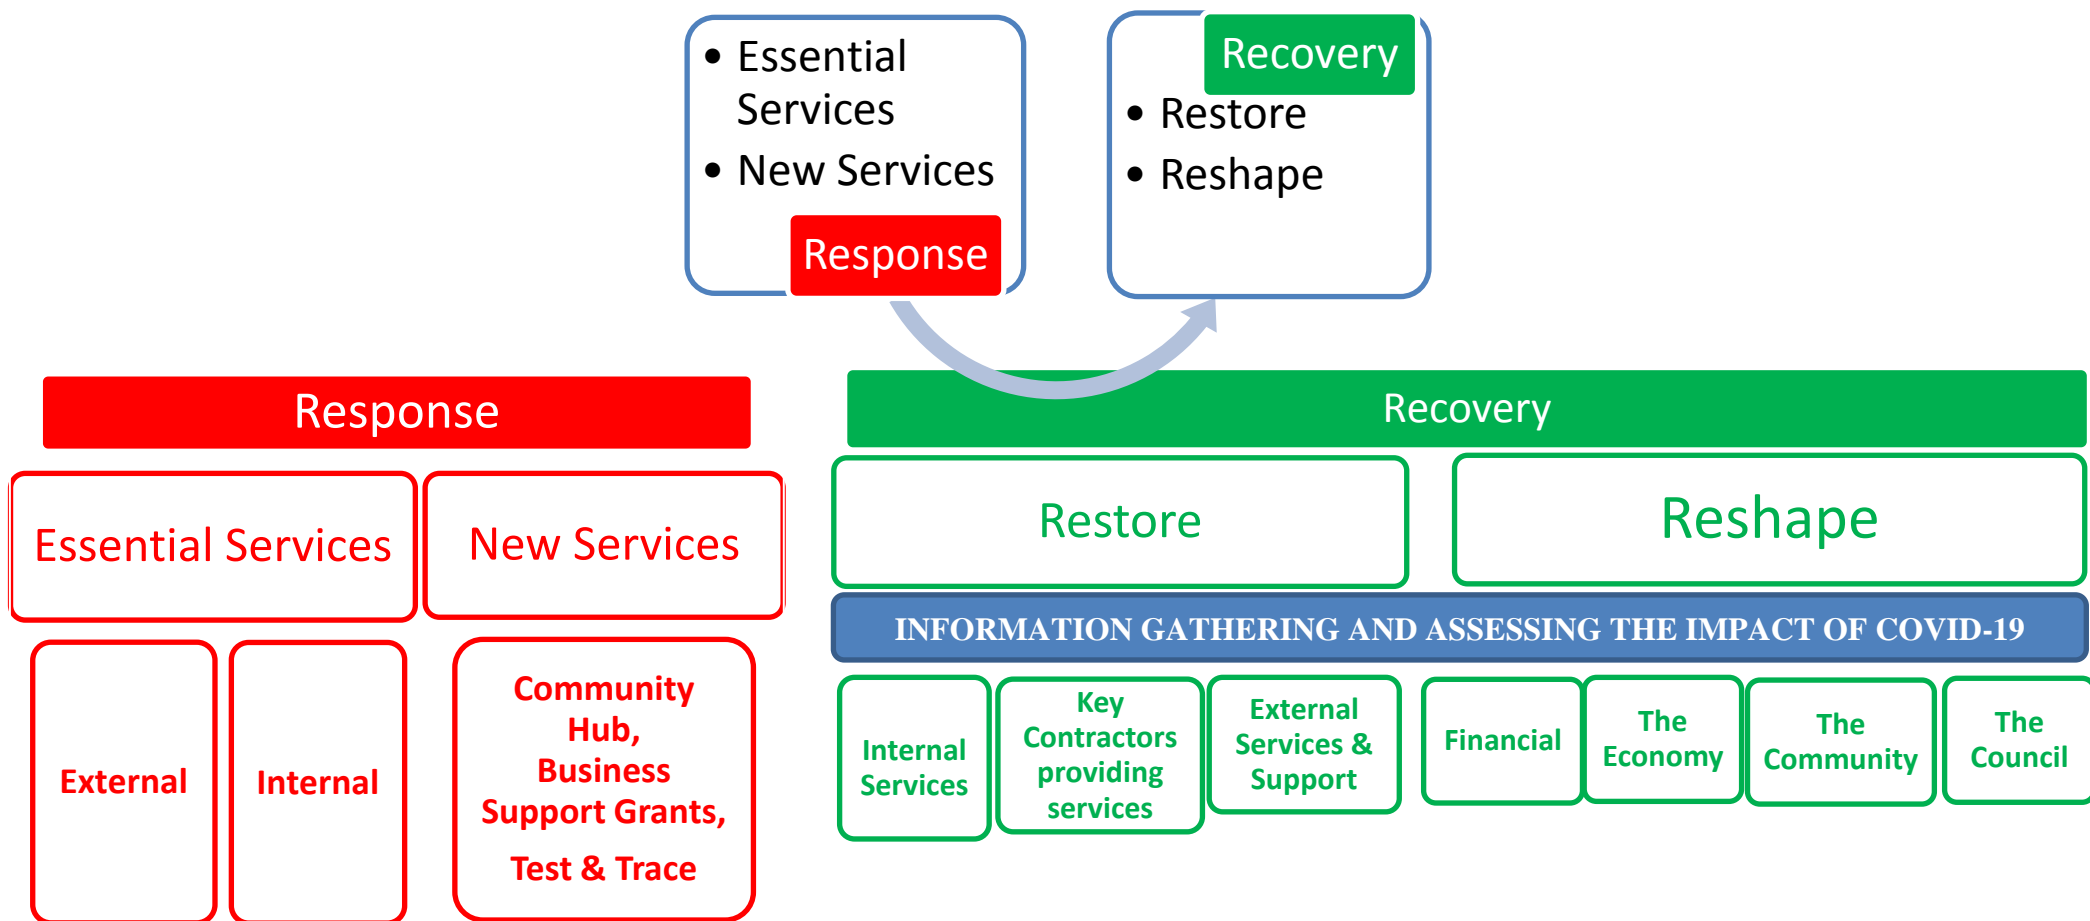 • Essential
Services
• New Services
Response
Recovery
• Restore
• Reshape
Response
Essential Services
New Services
External
Internal
Community
Hub,
Business
Support Grants,
Test & Trace
Recovery
Restore
Reshape
INFORMATION GATHERING AND ASSESSING THE IMPACT OF COVID-19
Internal
Services
Key
Contractors
providing
services
External
Services &
Support
Financial
The
Economy
The
Community
The
Council